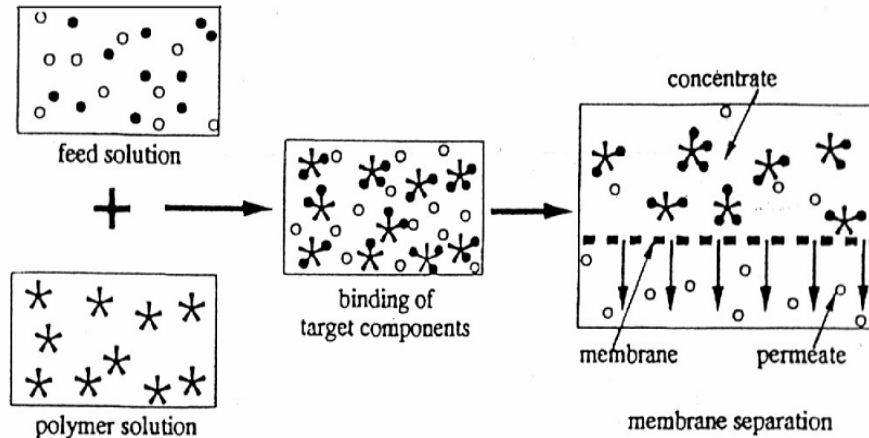 feed solution
polymer solution
binding of
target components
concentrate
membrane
permeate
membrane separation